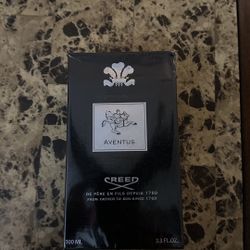 AVENTUS
CREED
DE PÈRE EN FILS DEPUIS 1760
FROM FATHER TO SON SINCE 1760
100 ML
3.3 FL.OZ.